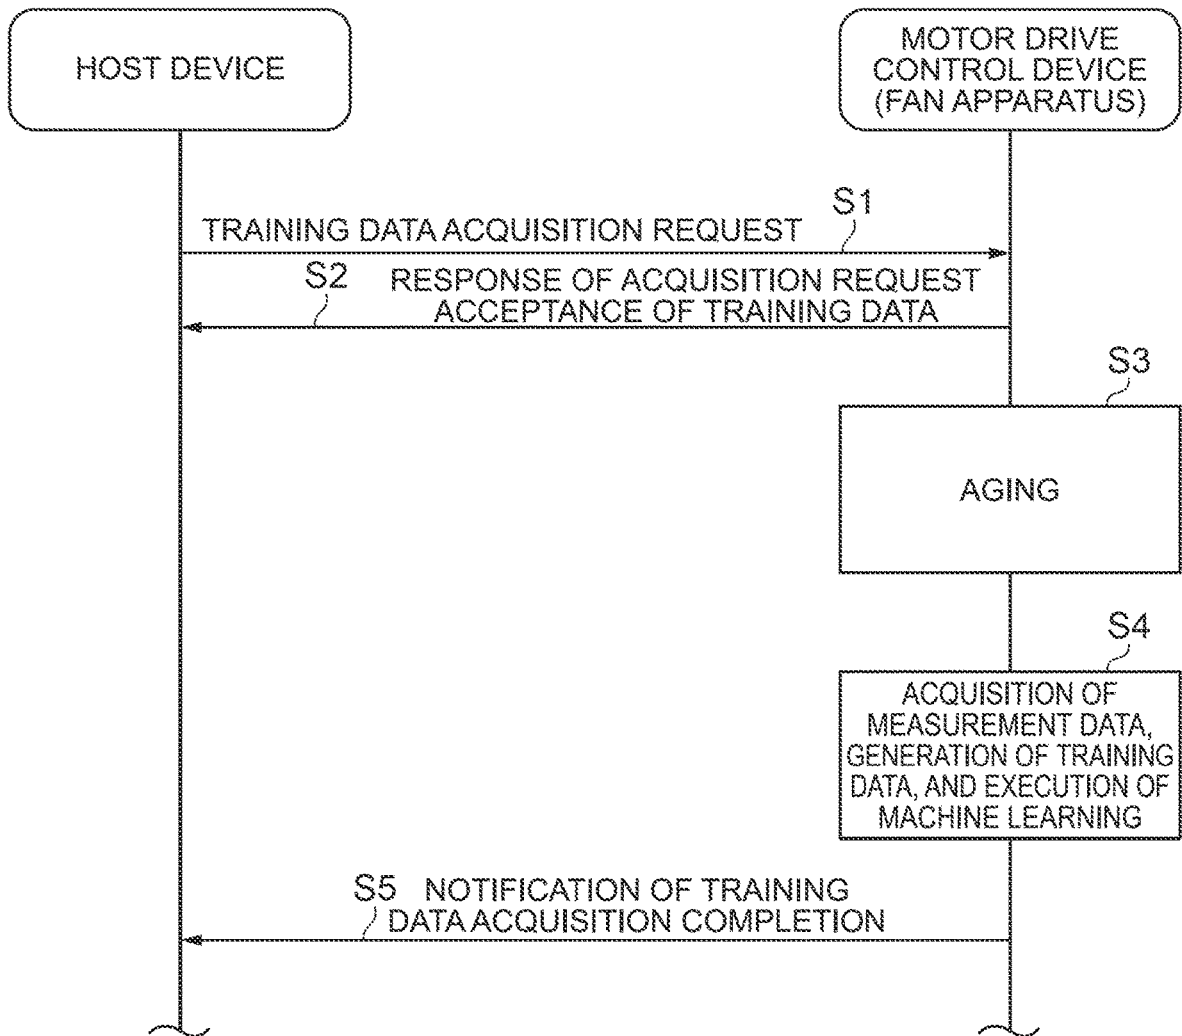 HOST DEVICE
MOTOR DRIVE
CONTROL DEVICE
(FAN APPARATUS)
S1
TRAINING DATA ACQUISITION REQUEST
S2
RESPONSE OF ACQUISITION REQUEST
ACCEPTANCE OF TRAINING DATA
S3
AGING
S4
ACQUISITION OF
MEASUREMENT DATA,
GENERATION OF TRAINING
DATA, AND EXECUTION OF
MACHINE LEARNING
S5
NOTIFICATION OF TRAINING
DATA ACQUISITION COMPLETION